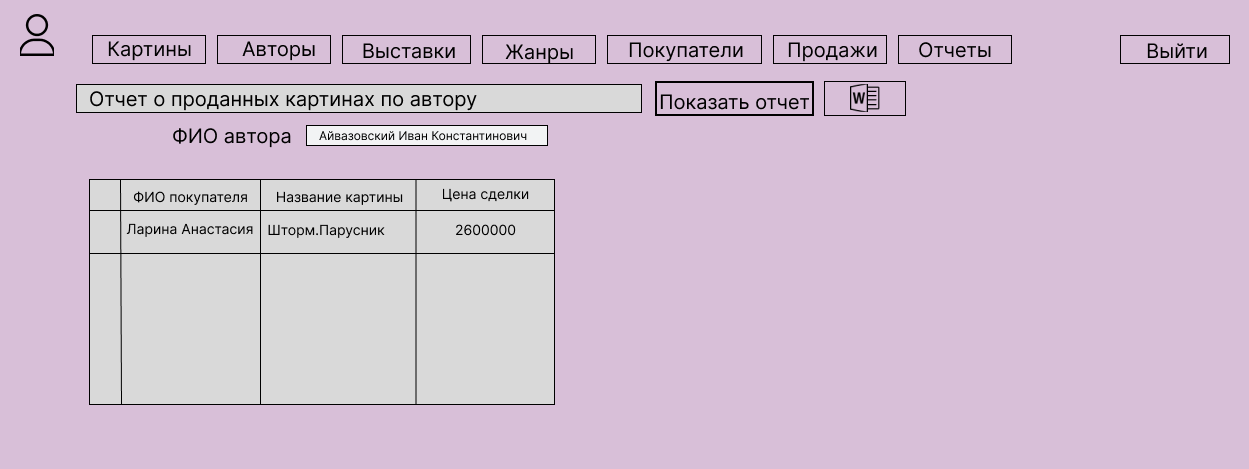 Картины Авторы Выставки Жанры Покупатели Продажи Отчеты Выйти
Отчет о проданных картинах по автору Показать отчет W
ФИО автора Айвазовский Иван Константинович
ФИО покупателя Название картины Цена сделки
Ларина Анастасия Шторм.Парусник 2600000